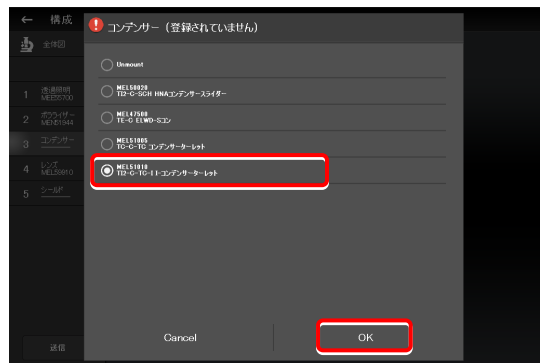 ← 構成
全体図
1 透過照明
MEE55700
2 ポラライザー
MEN51944
3 コンデンサー
4 レンズ
MEL59910
5 シールド
送信
コンデンサー（登録されていません）
Unmount
MEL50020
TI2-C-SCH HNAコンデンサースライダー
MEL47500
TE-C ELWD-Sコン
MEL51005
TC-C-TC コンデンサーターレット
MEL51010
TI2-C-TC-I I-コンデンサーターレット
Cancel
OK